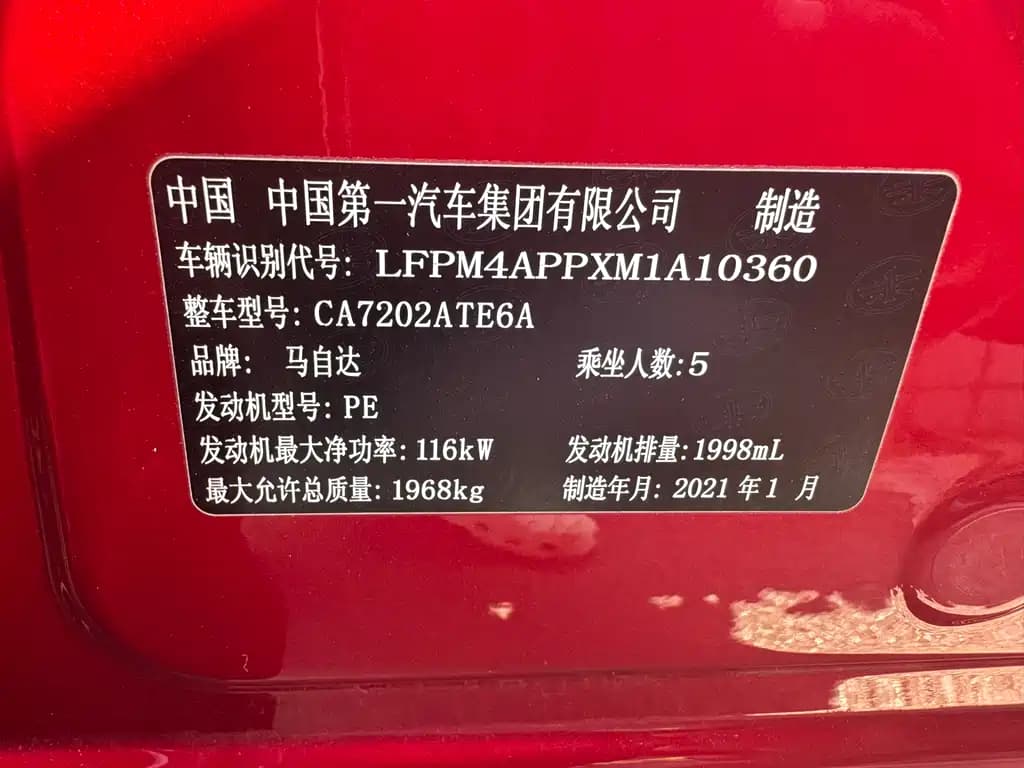 中国 中国第一汽车集团有限公司 制造
车辆识别代号: LFPM4APPXM1A10360
整车型号: CA7202ATE6A
品牌: 马自达 乘坐人数:5
发动机型号: PE
发动机最大净功率: 116kW 发动机排量:1998mL
最大允许总质量: 1968kg 制造年月: 2021 年 1 月